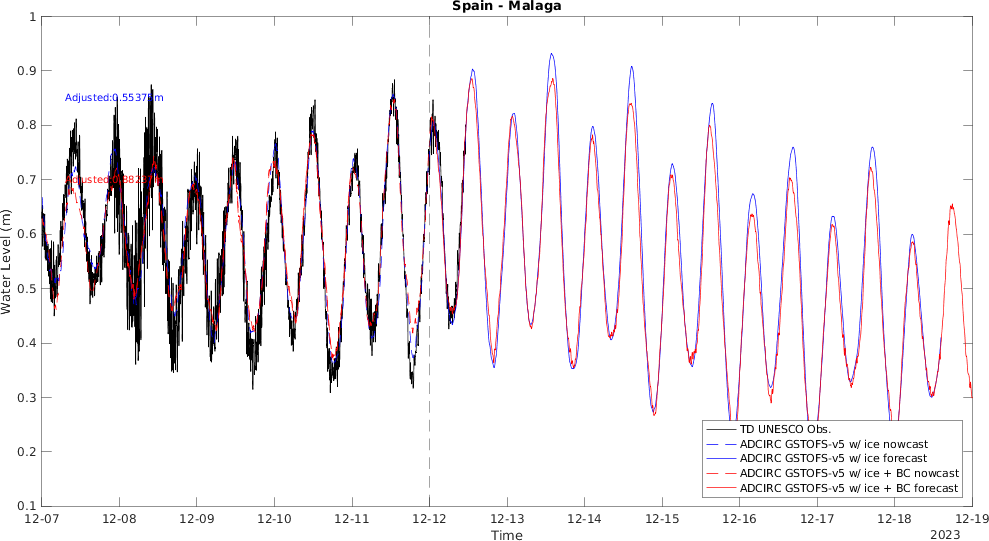 Spain - Malaga
1
0.9
0.8
0.7
0.6
0.5
0.4
0.3
0.2
0.1
Water Level (m)
Adjusted:0.5537 m
TD UNESCO Obs.
ADCIRC GSTOFS-v5 w/ ice nowcast
ADCIRC GSTOFS-v5 w/ ice forecast
ADCIRC GSTOFS-v5 w/ ice + BC nowcast
ADCIRC GSTOFS-v5 w/ ice + BC forecast
12-07 12-08 12-09 12-10 12-11 12-12 12-13 12-14 12-15 12-16 12-17 12-18 12-19
Time
2023